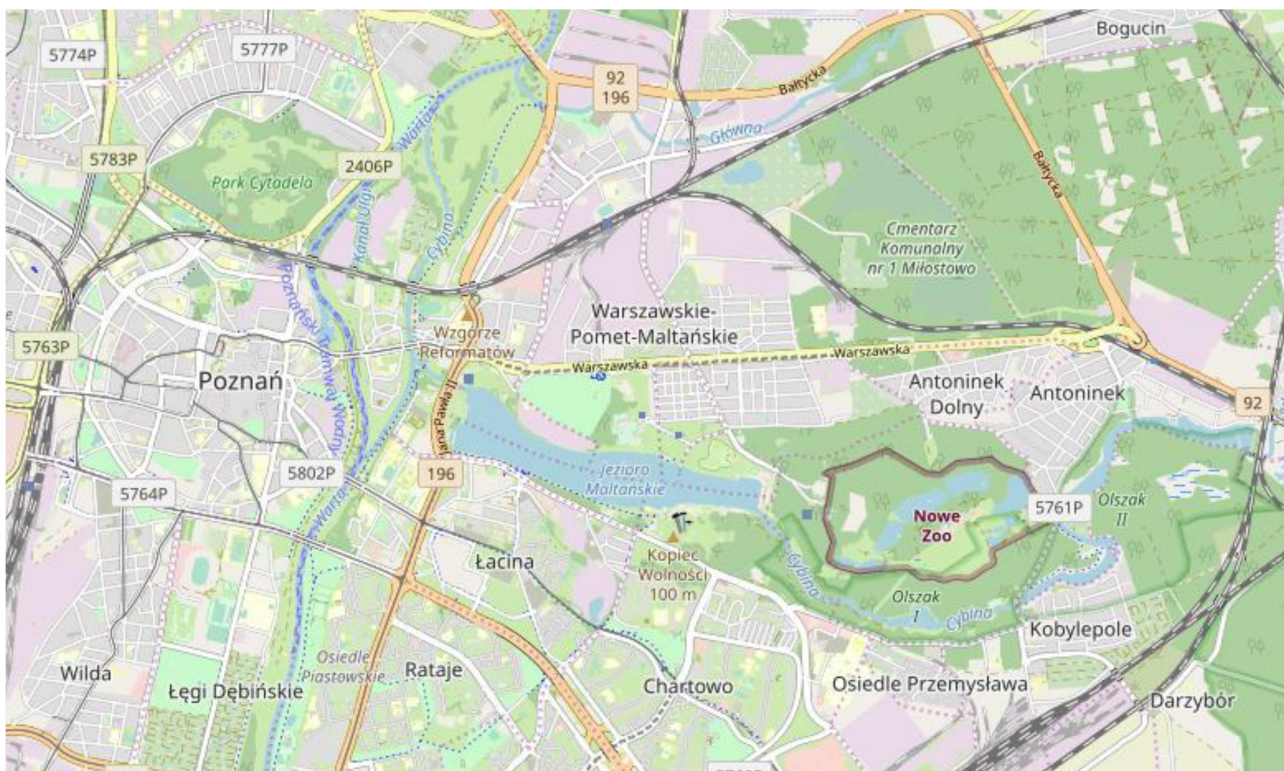 Bogucin
5774P
5777P
92
196
Bałtycka
Warta
Główna
5783P
2406P
Park Cytadela
Bałtycka
Cybina
Kanał Ulgi
Cmentarz
Komunalny
nr 1 Miłostowo
Poznański Tramwaj Wodny
Warszawskie-
Pomet-Maltańskie
Wzgórze
Reformatów
5763P
Warszawska
Warszawska
Poznań
Antoninek
Dolny
Antoninek
92
Jana Pawła II
5802P
196
Jezioro
Maltańskie
5764P
Warta
Nowe
Zoo
5761P
Olszak
II
Łacina
Kopiec
Wolności
100 m
Cybina
Olszak
I
Cybina
Kobylepole
Osiedle
Piastowskie
Wilda
Łęgi Dębińskie
Rataje
Chartowo
Osiedle Przemysława
Darzybór